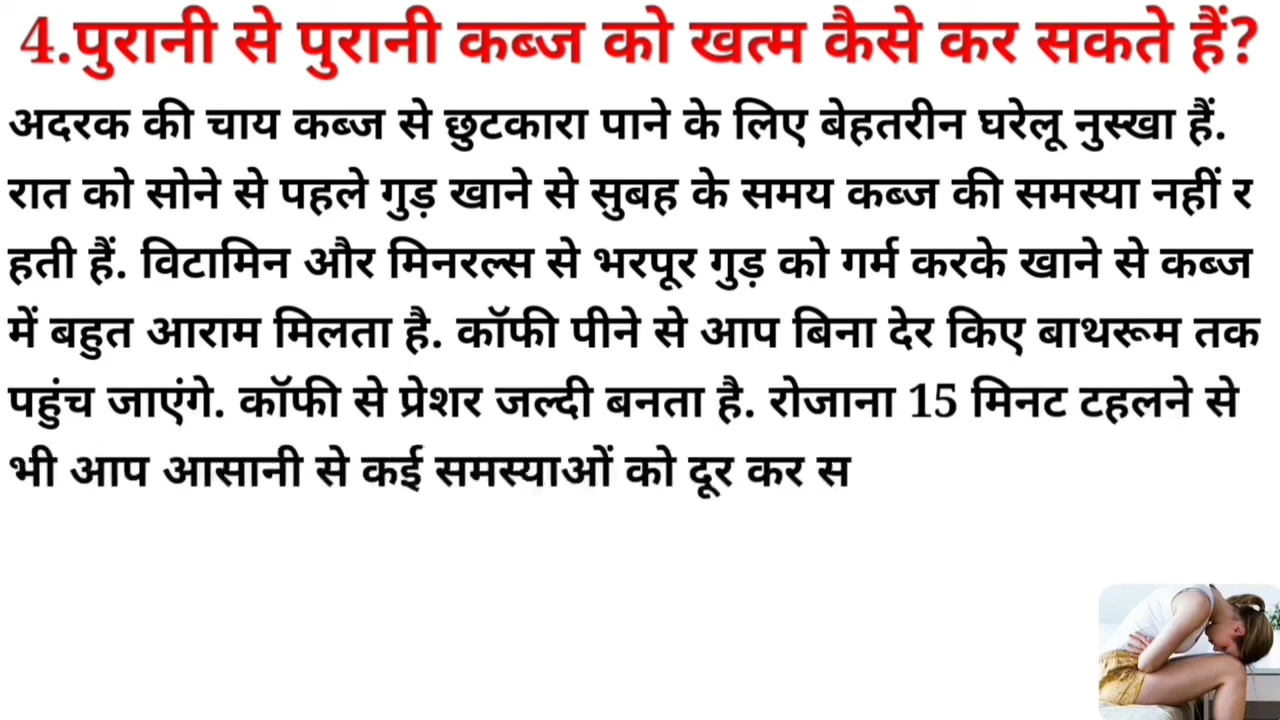 4.पुरानी से पुरानी कब्ज को खत्म कैसे कर सकते हैं?
अदरक की चाय कब्ज से छुटकारा पाने के लिए बेहतरीन घरेलू नुस्खा हैं.
रात को सोने से पहले गुड़ खाने से सुबह के समय कब्ज की समस्या नहीं र
हती हैं. विटामिन और मिनरल्स से भरपूर गुड़ को गर्म करके खाने से कब्ज
में बहुत आराम मिलता है. कॉफी पीने से आप बिना देर किए बाथरूम तक
पहुंच जाएंगे. कॉफी से प्रेशर जल्दी बनता है. रोजाना 15 मिनट टहलने से
भी आप आसानी से कई समस्याओं को दूर कर स